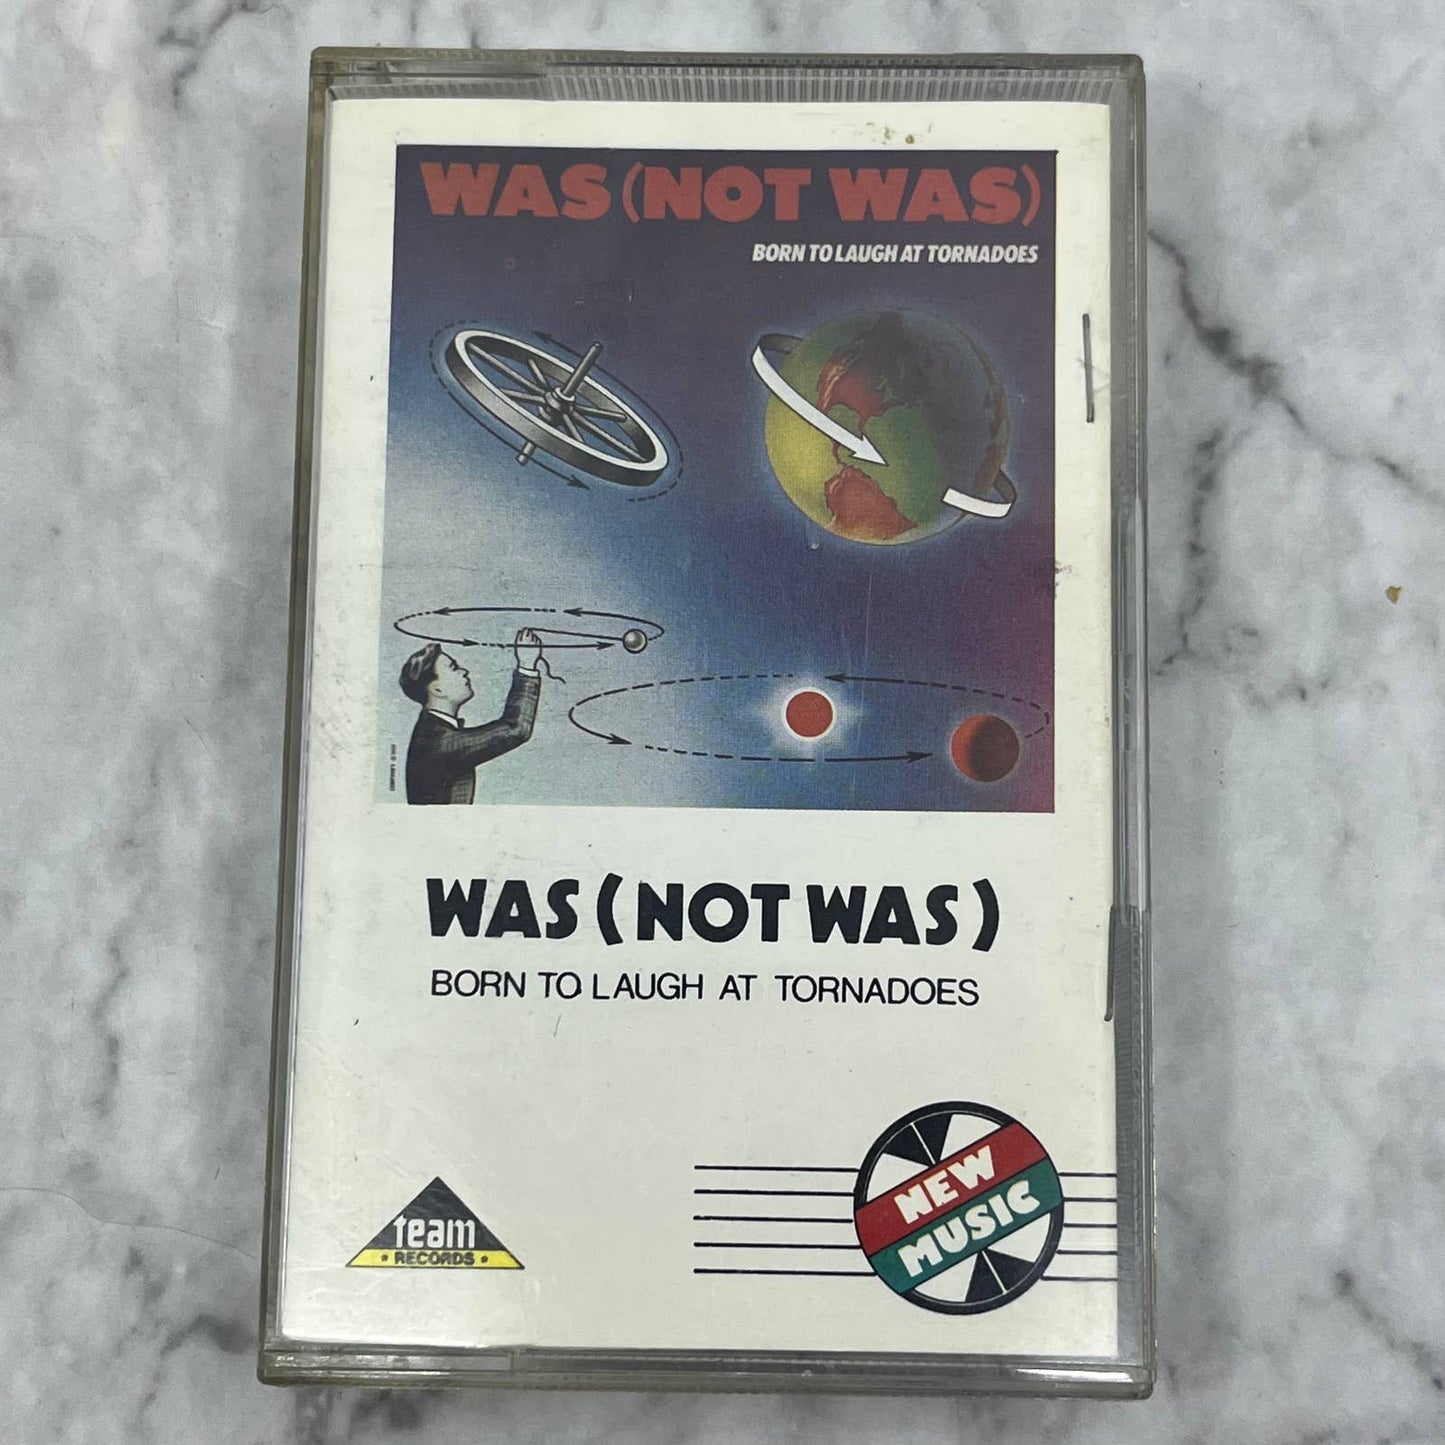 WAS (NOT WAS)
BORN TO LAUGH AT TORNADOES
WAS (NOT WAS)
BORN TO LAUGH AT TORNADOES
team
RECORDS
NEW
MUSIC